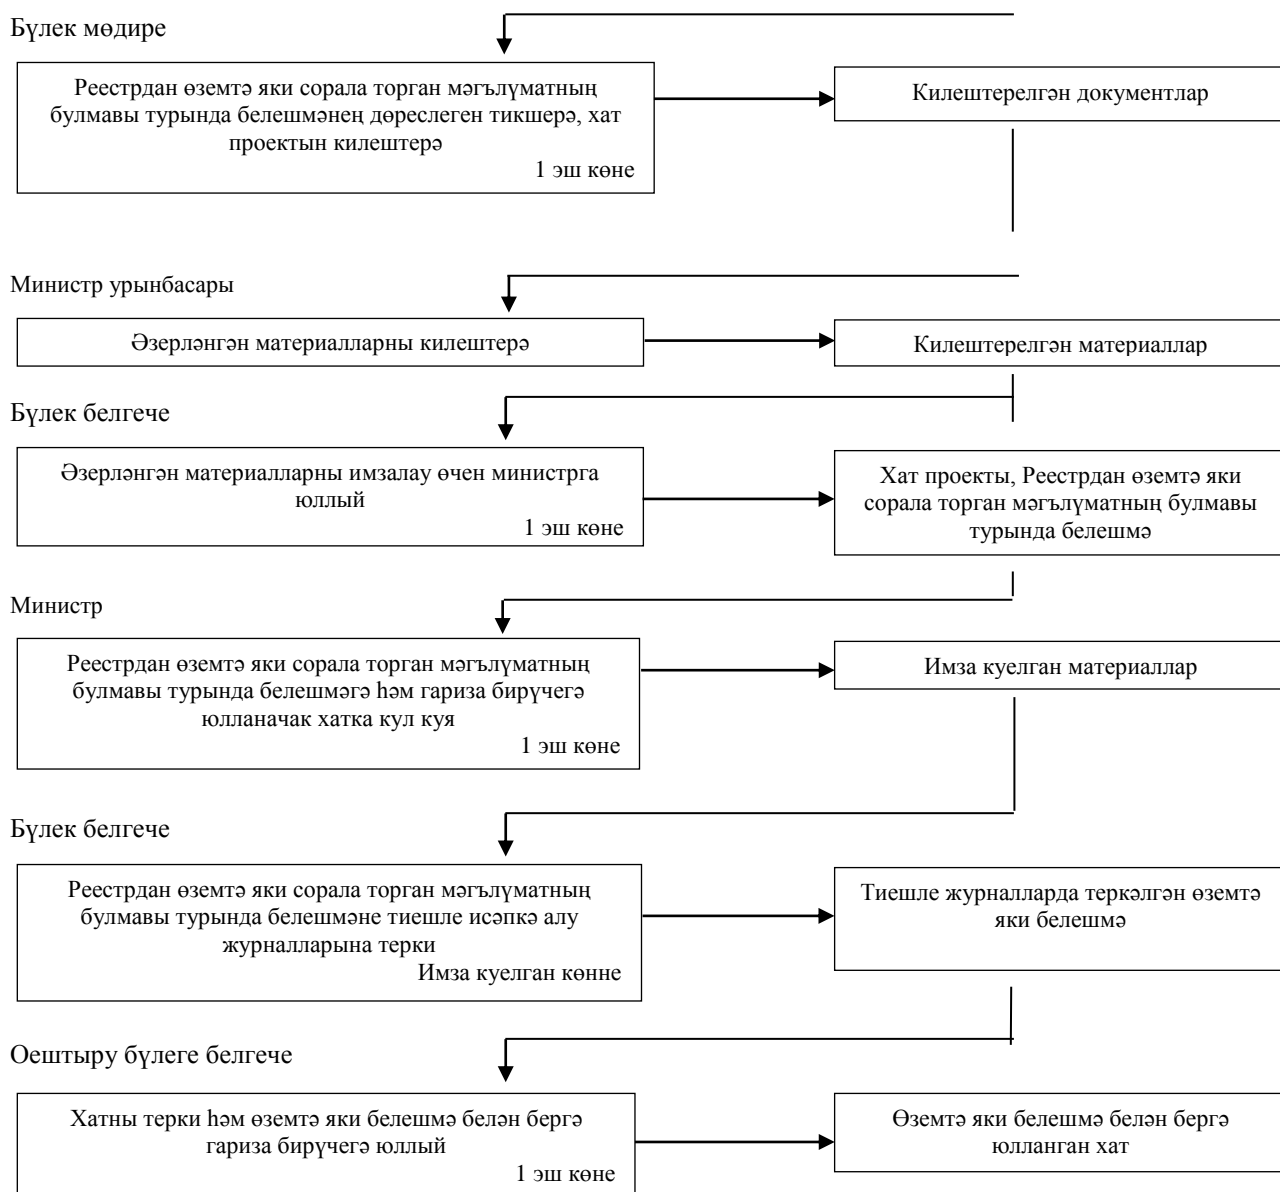 Бүлек мөдире
Реестрдан өземтә яки сорала торган мәгълүматның
булмавы турында белешмәнең дөреслеген тикшерә, хат
проектын килештерә
1 эш көне
Килештерелгән документлар
Министр урынбасары
Әзерләнгән материалларны килештерә
Килештерелгән материаллар
Бүлек белгече
Әзерләнгән материалларны имзалау өчен министрга
юллый
1 эш көне
Хат проекты, Реестрдан өземтә яки
сорала торган мәгълүматның булмавы
турында белешмә
Министр
Реестрдан өземтә яки сорала торган мәгълүматның
булмавы турында белешмәгә һәм гариза бирүчегә
юлланачак хатка кул куя
1 эш көне
Имза куелган материаллар
Бүлек белгече
Реестрдан өземтә яки сорала торган мәгълүматның
булмавы турында белешмәне тиешле исәпкә алу
журналларына терки
Имза куелган көнне
Тиешле журналларда теркәлгән өземтә
яки белешмә
Оештыру бүлеге белгече
Хатны терки һәм өземтә яки белешмә белән бергә
гариза бирүчегә юллый
1 эш көне
Өземтә яки белешмә белән бергә
юлланган хат